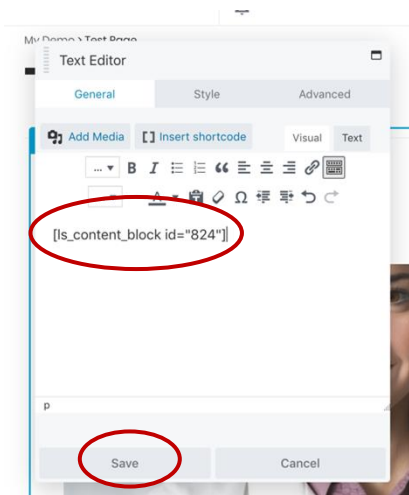 My Demo › Test Page
Text Editor
General Style Advanced
Add Media [ ] Insert shortcode Visual Text
... B I
A Ω
[ls_content_block id="824"]
p
Save Cancel